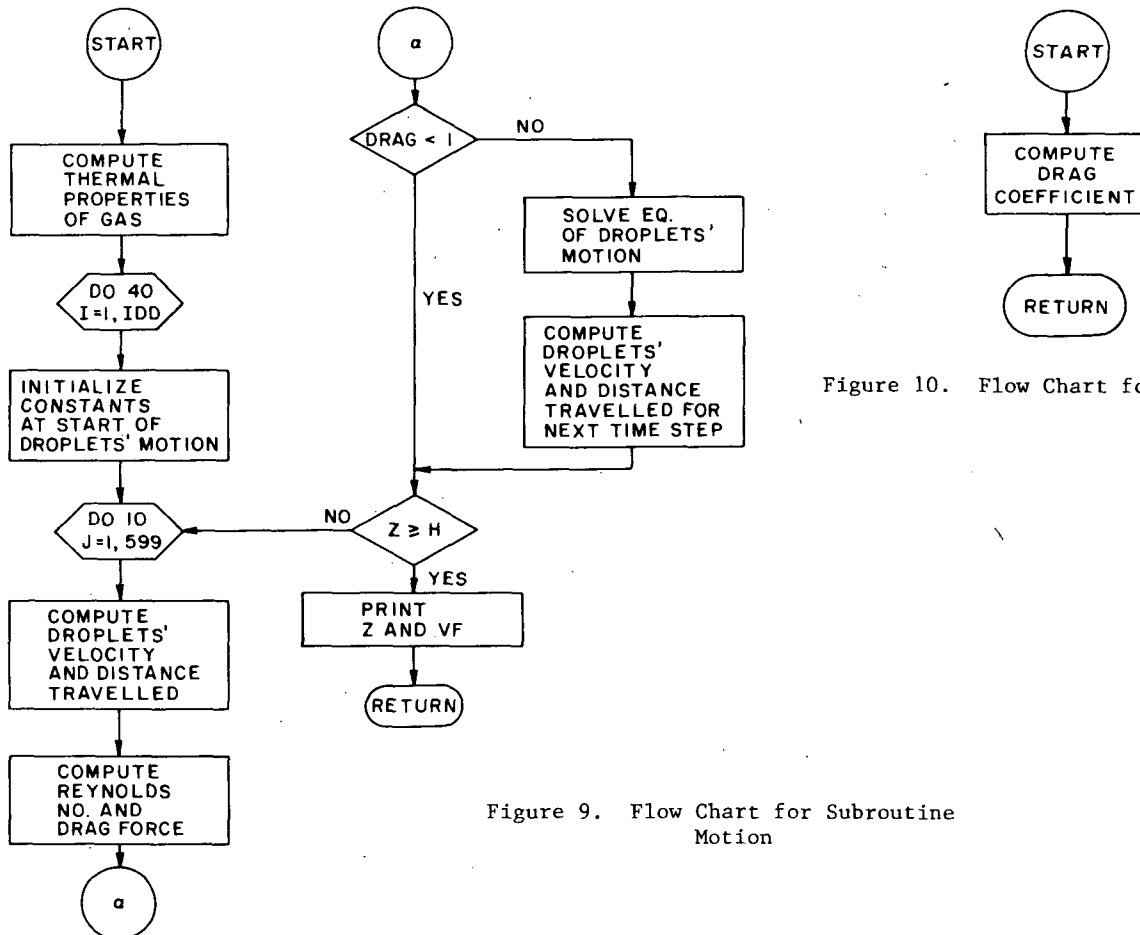 START
COMPUTE
THERMAL
PROPERTIES
OF GAS
DO 40
I=1, IDD
INITIALIZE
CONSTANTS
AT START OF
DROPLETS' MOTION
DO 10
J=1, 599
COMPUTE
DROPLETS'
VELOCITY
AND DISTANCE
TRAVELLED
COMPUTE
REYNOLDS
NO. AND
DRAG FORCE
α
α
DRAG < 1
NO
YES
SOLVE EQ.
OF DROPLETS'
MOTION
COMPUTE
DROPLETS'
VELOCITY
AND DISTANCE
TRAVELLED FOR
NEXT TIME STEP
Z ≥ H
NO
YES
PRINT
Z AND VF
RETURN
Figure 9. Flow Chart for Subroutine
Motion
START
COMPUTE
DRAG
COEFFICIENT
RETURN
Figure 10. Flow Chart fo